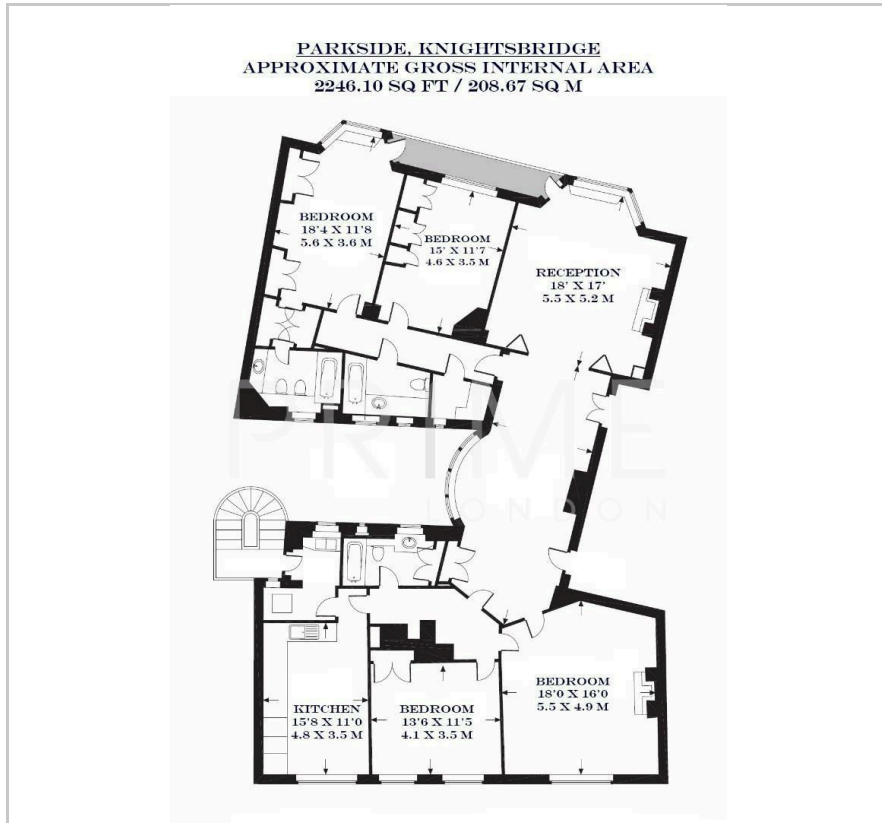 PARKSIDE, KNIGHTSBRIDGE
APPROXIMATE GROSS INTERNAL AREA
2246.10 SQ FT / 208.67 SQ M
BEDROOM
18'4 X 11'8
5.6 X 3.6 M
BEDROOM
15' X 11'7
4.6 X 3.5 M
RECEPTION
18' X 17'
5.5 X 5.2 M
PRIME
LONDON
KITCHEN
15'8 X 11'0
4.8 X 3.5 M
BEDROOM
13'6 X 11'5
4.1 X 3.5 M
BEDROOM
18'0 X 16'0
5.5 X 4.9 M